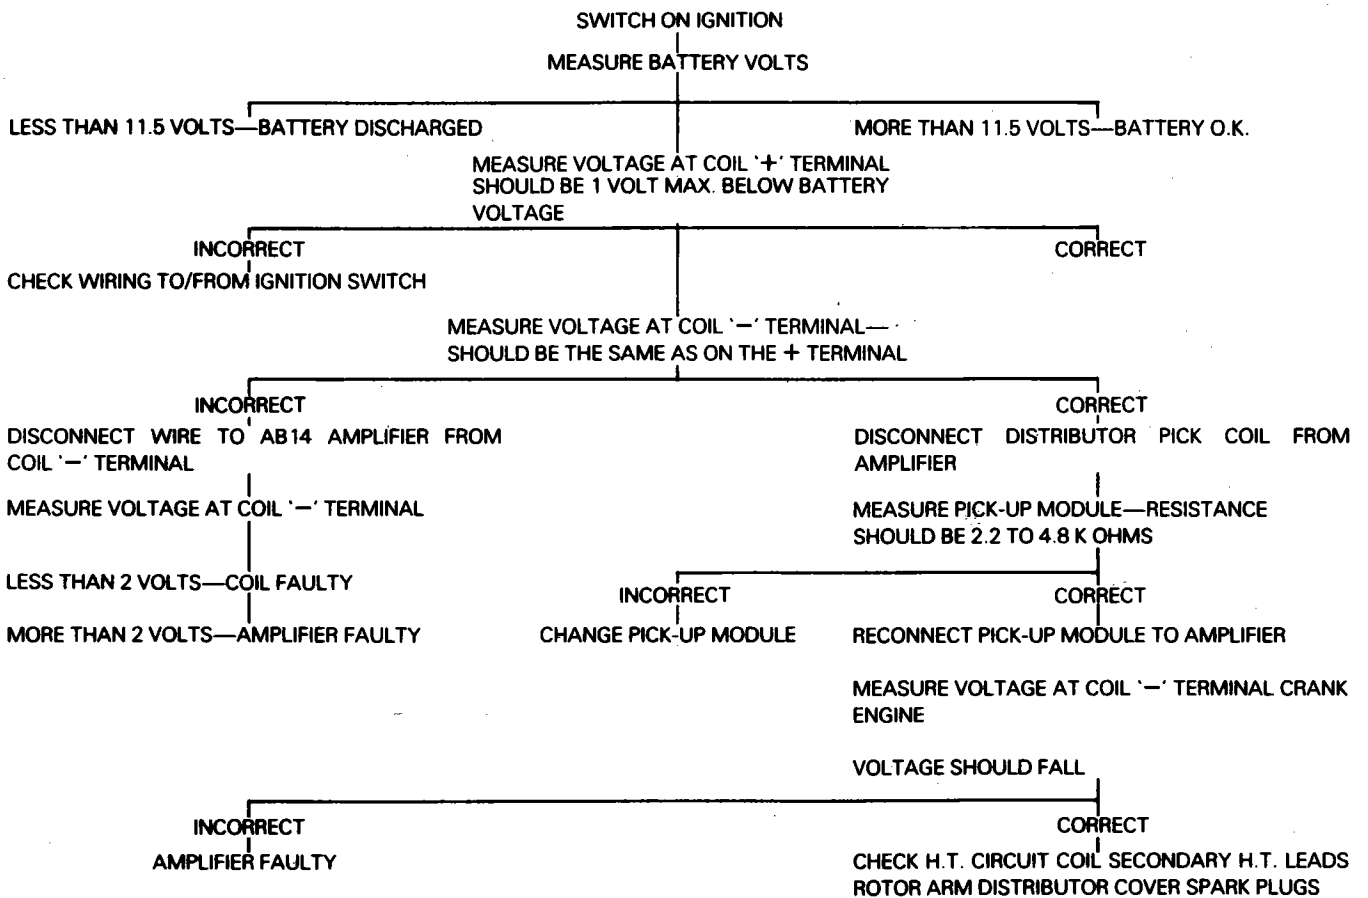 SWITCH ON IGNITION
MEASURE BATTERY VOLTS
LESS THAN 11.5 VOLTS—BATTERY DISCHARGED
MORE THAN 11.5 VOLTS—BATTERY O.K.
MEASURE VOLTAGE AT COIL '+' TERMINAL
SHOULD BE 1 VOLT MAX. BELOW BATTERY
VOLTAGE
INCORRECT
CORRECT
CHECK WIRING TO/FROM IGNITION SWITCH
MEASURE VOLTAGE AT COIL '—' TERMINAL—
SHOULD BE THE SAME AS ON THE + TERMINAL
INCORRECT
CORRECT
DISCONNECT WIRE TO AB14 AMPLIFIER FROM
COIL '—' TERMINAL
DISCONNECT DISTRIBUTOR PICK COIL FROM
AMPLIFIER
MEASURE VOLTAGE AT COIL '—' TERMINAL
MEASURE PICK-UP MODULE—RESISTANCE
SHOULD BE 2.2 TO 4.8 K OHMS
LESS THAN 2 VOLTS—COIL FAULTY
INCORRECT
CORRECT
MORE THAN 2 VOLTS—AMPLIFIER FAULTY
CHANGE PICK-UP MODULE
RECONNECT PICK-UP MODULE TO AMPLIFIER
MEASURE VOLTAGE AT COIL '—' TERMINAL CRANK
ENGINE
VOLTAGE SHOULD FALL
INCORRECT
CORRECT
AMPLIFIER FAULTY
CHECK H.T. CIRCUIT COIL SECONDARY H.T. LEADS
ROTOR ARM DISTRIBUTOR COVER SPARK PLUGS